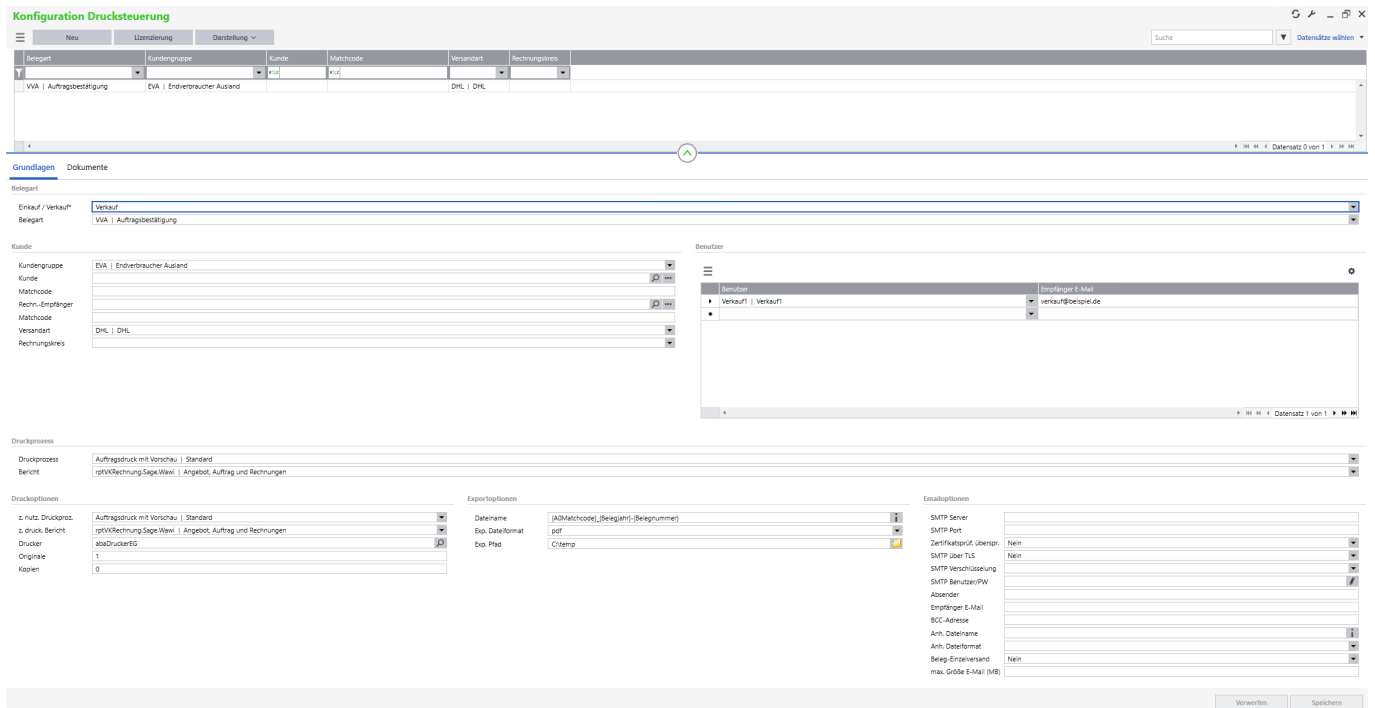 Konfiguration Drucksteuerung
Neu Lizenzierung Darstellung Suche Datensätze wählen
Belegart Kundengruppe Kunde Matchcode Versandart Rechnungskreis
VVA | Auftragsbestätigung EVA | Endverbraucher Ausland DHL | DHL
Datensatz 0 von 1
Grundlagen Dokumente
Belegart
Einkauf / Verkauf* Verkauf
Belegart VVA | Auftragsbestätigung
Kunde Benutzer
Kundengruppe EVA | Endverbraucher Ausland
Kunde
Matchcode Benutzer Empfänger E-Mail
Rechn.-Empfänger Verkauf1 | Verkauf1 verkauf@beispiel.de
Matchcode
Versandart DHL | DHL
Rechnungskreis
Datensatz 1 von 1
Druckprozess
Druckprozess Auftragsdruck mit Vorschau | Standard
Bericht rptVKRechnung.Sage.Wawi | Angebot, Auftrag und Rechnungen
Druckoptionen Exportoptionen Emailoptionen
z. nutz. Druckproz. Auftragsdruck mit Vorschau | Standard Dateiname {A0Matchcode}_{Belegjahr}-{Belegnummer} SMTP Server
z. druck. Bericht rptVKRechnung.Sage.Wawi | Angebot, Auftrag und Rechnungen Exp. Dateiformat pdf SMTP Port
Drucker abaDruckerEG Exp. Pfad C:\temp Zertifikatsprüf. überspr. Nein
Originale 1 SMTP über TLS Nein
Kopien 0 SMTP Verschlüsselung
SMTP Benutzer/PW
Absender
Empfänger E-Mail
BCC-Adresse
Anh. Dateiname
Anh. Dateiformat
Beleg-Einzelversand Nein
max. Größe E-Mail (MB)
Verwerfen Speichern